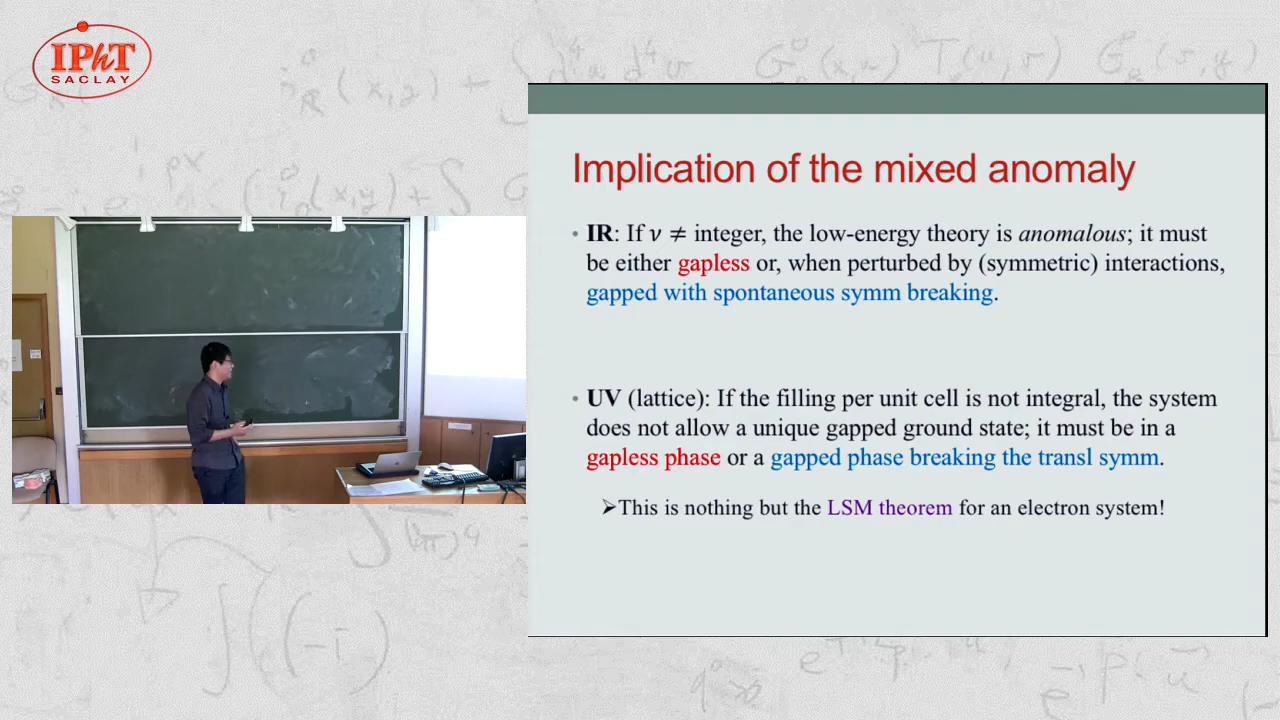 IPhT
SACLAY
Implication of the mixed anomaly
• IR: If ν ≠ integer, the low-energy theory is anomalous; it must
be either gapless or, when perturbed by (symmetric) interactions,
gapped with spontaneous symm breaking.
• UV (lattice): If the filling per unit cell is not integral, the system
does not allow a unique gapped ground state; it must be in a
gapless phase or a gapped phase breaking the transl symm.
➢This is nothing but the LSM theorem for an electron system!